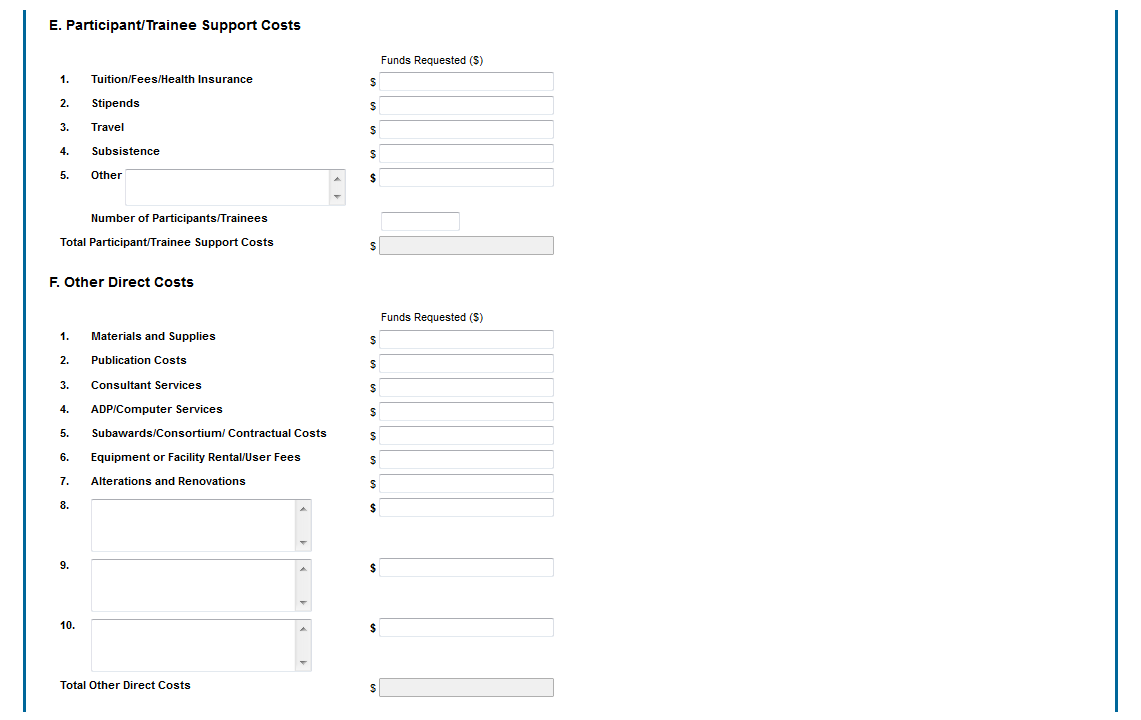 E. Participant/Trainee Support Costs
Funds Requested ($)
1. Tuition/Fees/Health Insurance $
2. Stipends $
3. Travel $
4. Subsistence $
5. Other $
Number of Participants/Trainees
Total Participant/Trainee Support Costs $
F. Other Direct Costs
Funds Requested ($)
1. Materials and Supplies $
2. Publication Costs $
3. Consultant Services $
4. ADP/Computer Services $
5. Subawards/Consortium/ Contractual Costs $
6. Equipment or Facility Rental/User Fees $
7. Alterations and Renovations $
8. $
9. $
10. $
Total Other Direct Costs $